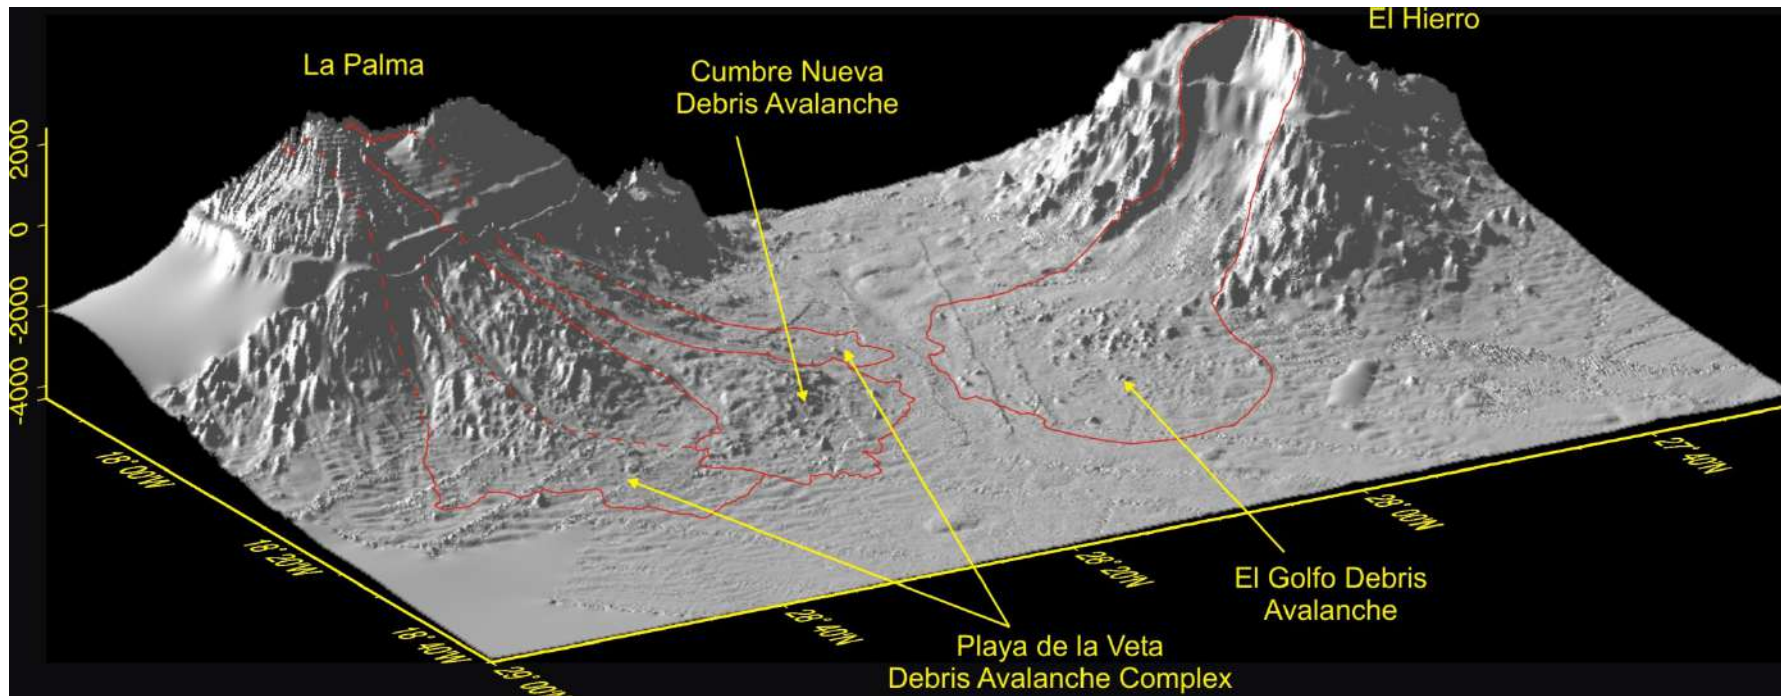 El Hierro
La Palma
Cumbre Nueva
Debris Avalanche
2000
0
-2000
-4000
18°00'W
18°20'W
18°40'W
29°00'N
28°40'N
28°20'N
28°00'N
27°40'N
El Golfo Debris
Avalanche
Playa de la Veta
Debris Avalanche Complex